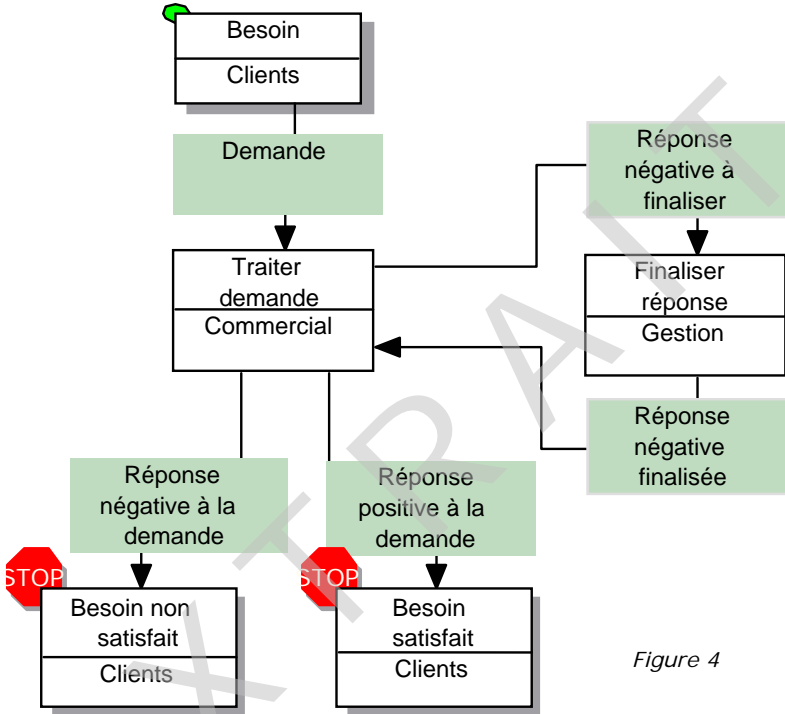 Besoin
Clients
Demande
Réponse
négative à
finaliser
Traiter
demande
Commercial
Finaliser
réponse
Gestion
Réponse
négative
finalisée
Réponse
négative à la
demande
Réponse
positive à la
demande
STOP
STOP
Besoin non
satisfait
Clients
Besoin
satisfait
Clients
Figure 4
XTRAIT